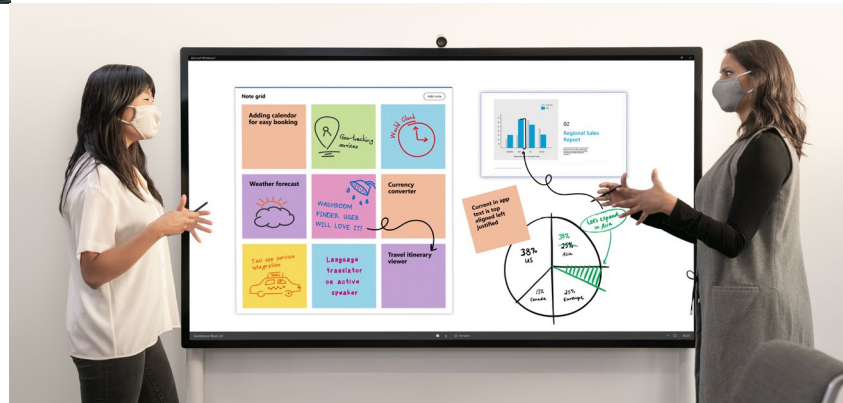 Note grid
Add note
Adding calendar
for easy booking
Geo-tracking
services
World Clock
Weather forecast
WASHROOM
FINDER. USER
WILL LOVE IT!
Currency
converter
Taxi app service
integration
TAXI
Language
translator
on active
speaker
Travel itinerary
viewer
02
Regional Sales
Report
Current in app
text is top
aligned left
justified
Let's expand
in Asia
38%
US
38%
25%
Asia
13%
Canada
25%
Europe